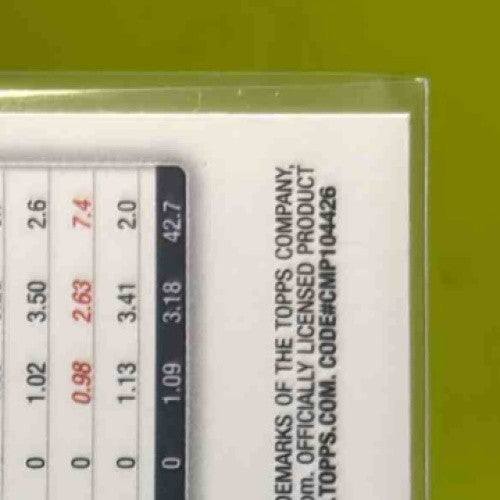 0 1.02 3.50 2.6
0 0.98 2.63 7.4
0 1.13 3.41 2.0
0 1.09 3.18 42.7
OF THE TOPPS COMPANY,
OFFICIALLY LICENSED PRODUCT
TOPPS.COM. CODE#CMP104426